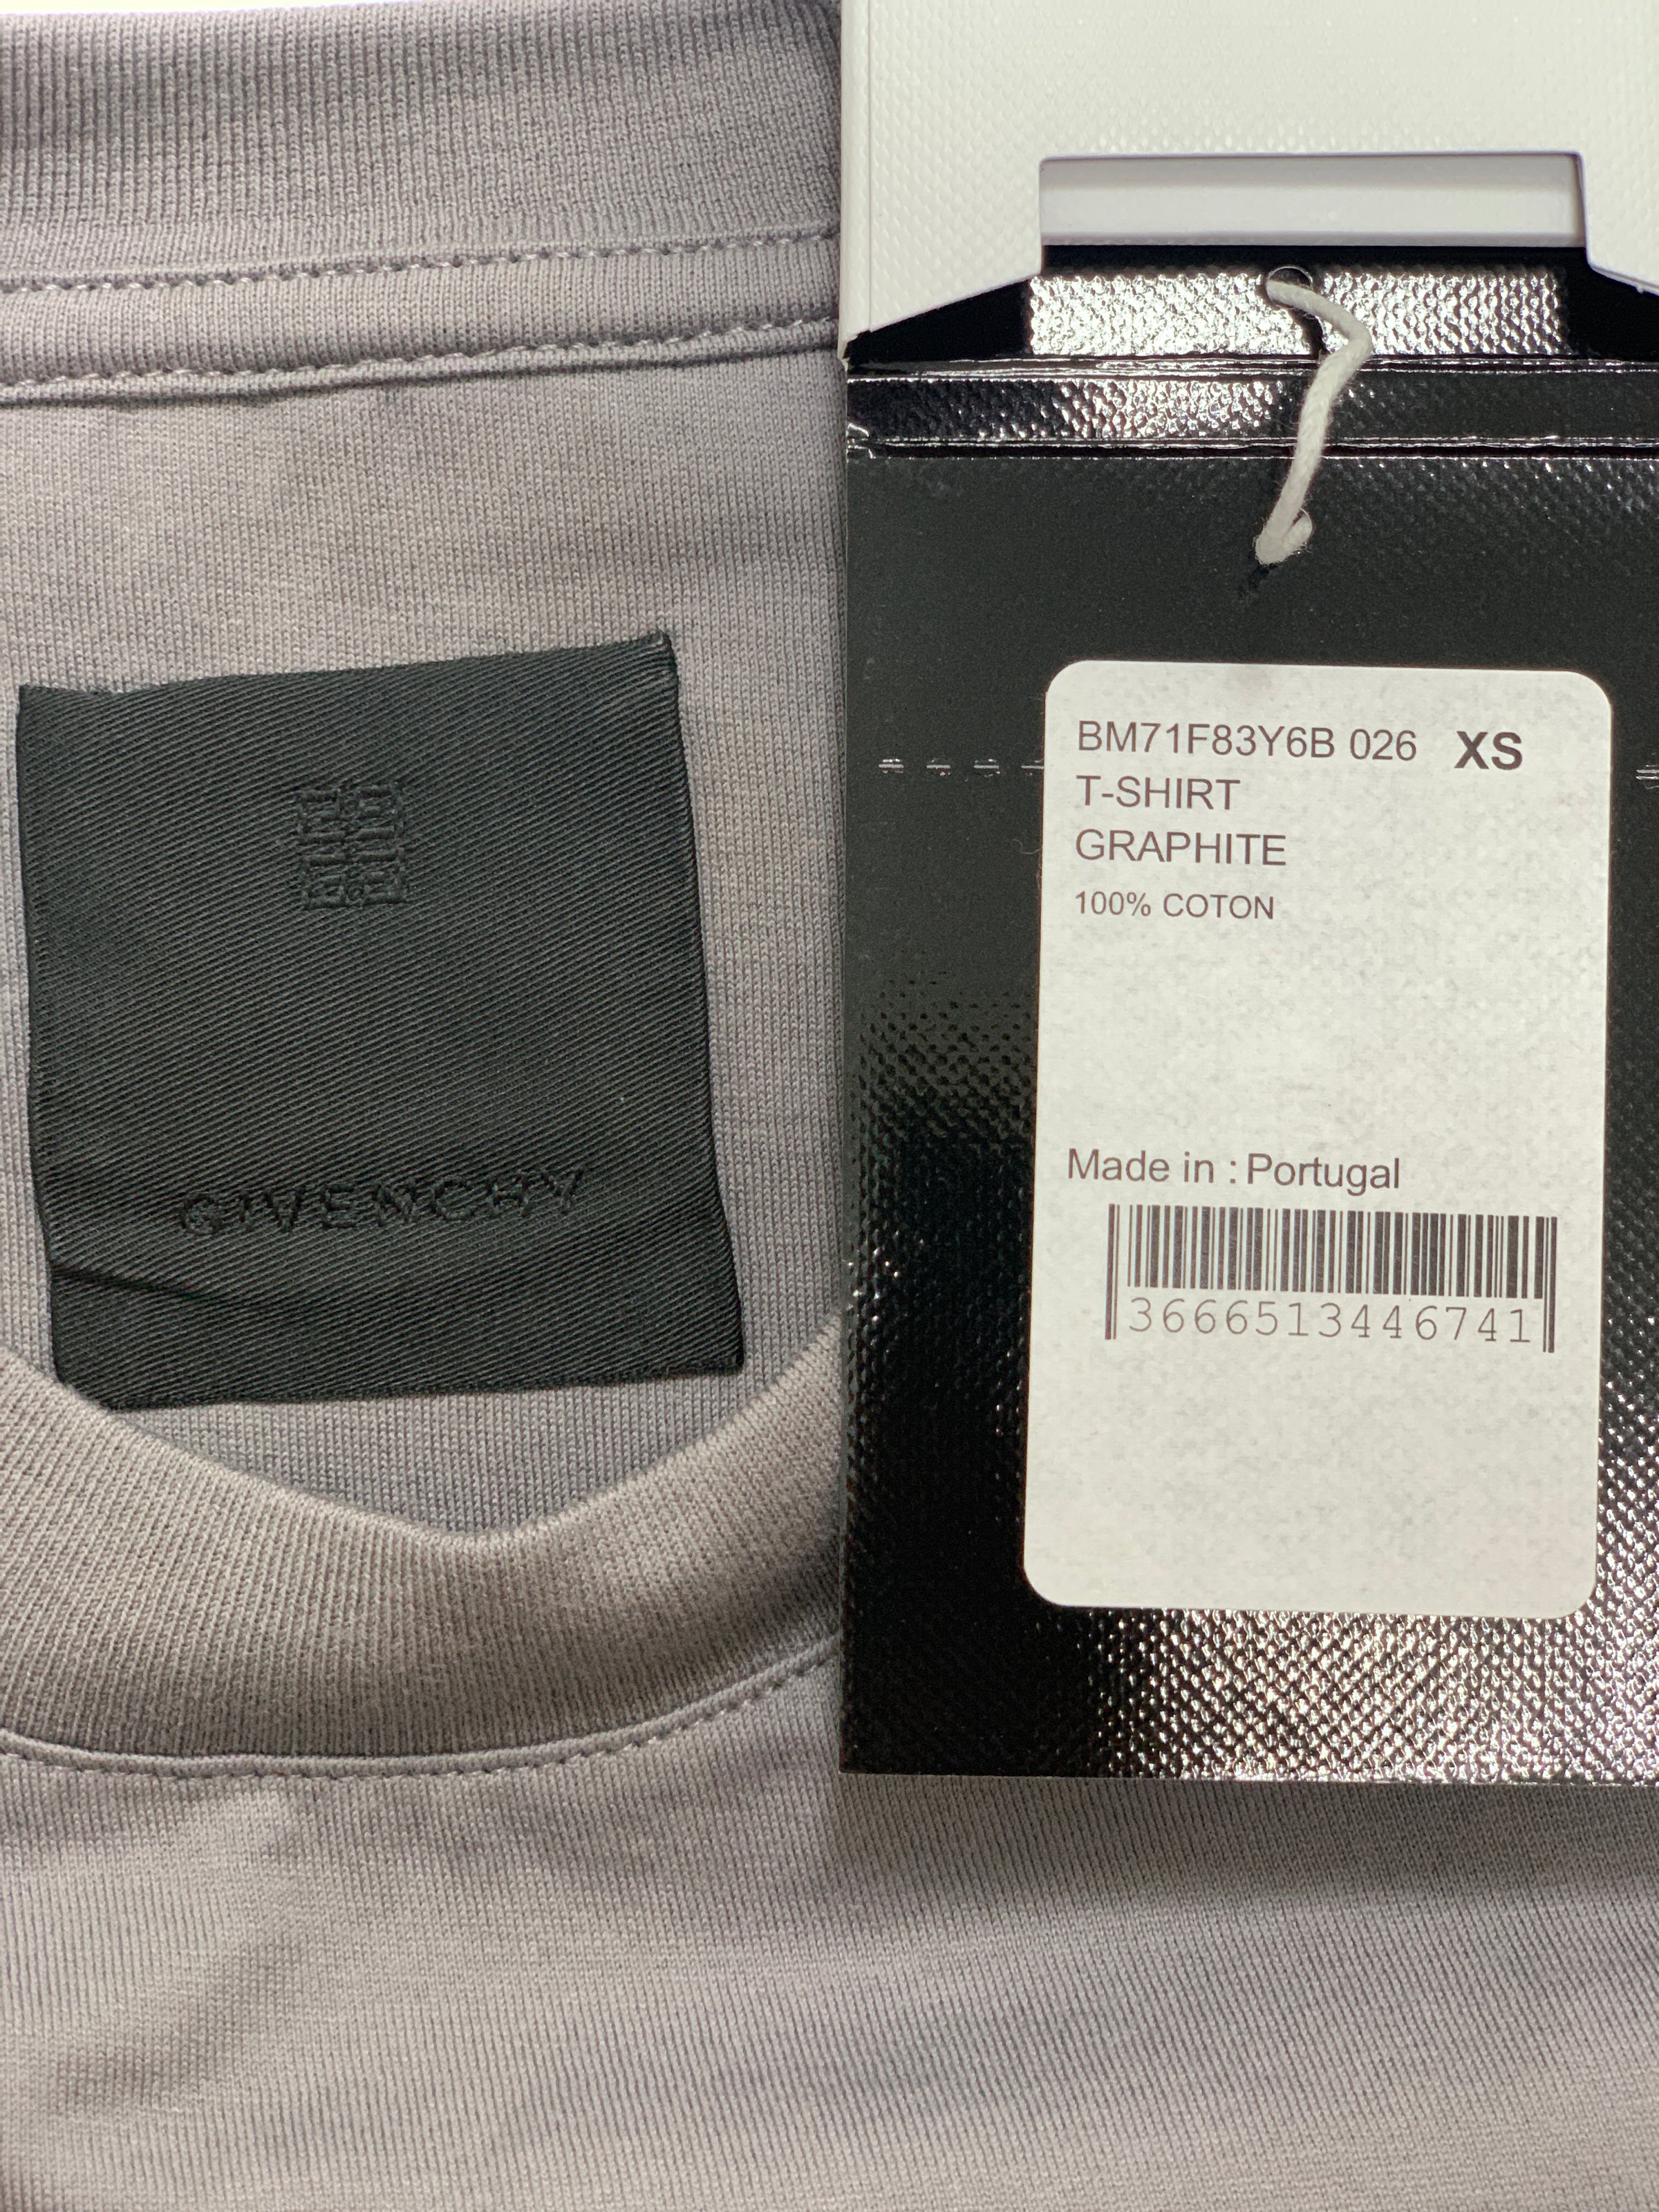 GIVENCHY
BM71F83Y6B 026 XS
T-SHIRT
GRAPHITE
100% COTON
Made in : Portugal
3666513446741